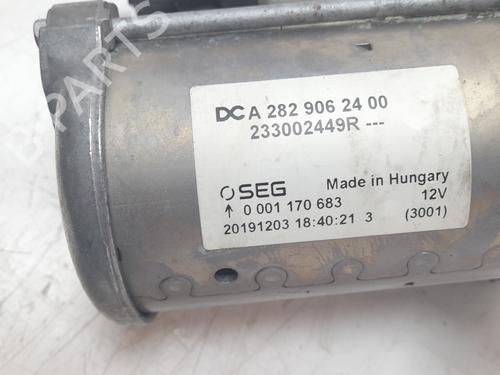 DC A 282 906 24 00
233002449R ---
SEG Made in Hungary
↑ 0 001 170 683 12V
20191203 18:40:21 3 (3001)
B-PARTS